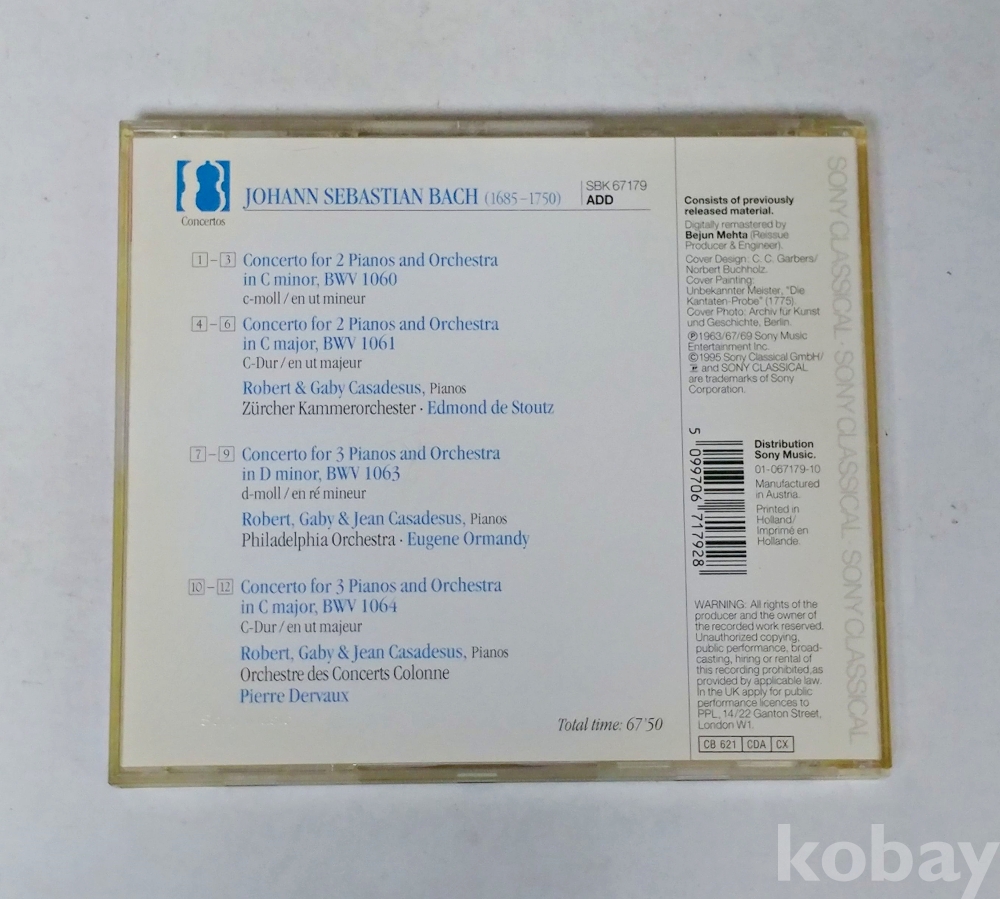 Concertos
JOHANN SEBASTIAN BACH (1685–1750)
SBK 67179
ADD
1 – 3 Concerto for 2 Pianos and Orchestra
in C minor, BWV 1060
c-moll / en ut mineur
4 – 6 Concerto for 2 Pianos and Orchestra
in C major, BWV 1061
C-Dur / en ut majeur
Robert & Gaby Casadesus, Pianos
Zürcher Kammerorchester · Edmond de Stoutz
7 – 9 Concerto for 3 Pianos and Orchestra
in D minor, BWV 1063
d-moll / en ré mineur
Robert, Gaby & Jean Casadesus, Pianos
Philadelphia Orchestra · Eugene Ormandy
10 – 12 Concerto for 3 Pianos and Orchestra
in C major, BWV 1064
C-Dur / en ut majeur
Robert, Gaby & Jean Casadesus, Pianos
Orchestre des Concerts Colonne
Pierre Dervaux
Total time: 67'50
Consists of previously
released material.
Digitally remastered by
Bejun Mehta (Reissue
Producer & Engineer).
Cover Design: C. C. Garbers/
Norbert Buchholz.
Cover Painting:
Unbekannter Meister, "Die
Kantaten-Probe" (1775).
Cover Photo: Archiv für Kunst
und Geschichte, Berlin.
℗ 1963/67/69 Sony Music
Entertainment Inc.
© 1995 Sony Classical GmbH/
and SONY CLASSICAL
are trademarks of Sony
Corporation.
5 099706 717928
Distribution
Sony Music.
01-067179-10
Manufactured
in Austria.
Printed in
Holland/
Imprimé en
Hollande.
WARNING: All rights of the
producer and the owner of
the recorded work reserved.
Unauthorized copying,
public performance, broad-
casting, hiring or rental of
this recording prohibited as
provided by applicable law.
In the UK apply for public
performance licences to
PPL, 14/22 Ganton Street,
London W1.
CB 621 CDA CX
SONY CLASSICAL · SONY CLASSICAL · SONY CLASSICAL
kobay